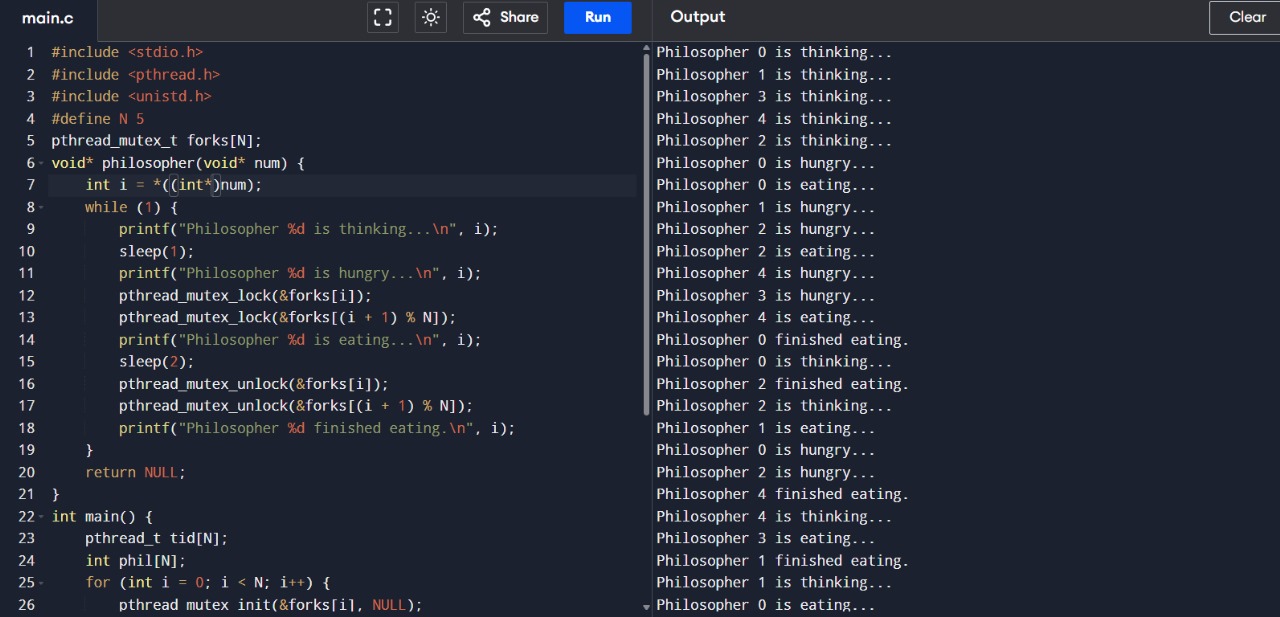 main.c
Share
Run
Output
Clear
1 #include <stdio.h>
2 #include <pthread.h>
3 #include <unistd.h>
4 #define N 5
5 pthread_mutex_t forks[N];
6 void* philosopher(void* num) {
7 int i = *((int*)num);
8 while (1) {
9 printf("Philosopher %d is thinking...\n", i);
10 sleep(1);
11 printf("Philosopher %d is hungry...\n", i);
12 pthread_mutex_lock(&forks[i]);
13 pthread_mutex_lock(&forks[(i + 1) % N]);
14 printf("Philosopher %d is eating...\n", i);
15 sleep(2);
16 pthread_mutex_unlock(&forks[i]);
17 pthread_mutex_unlock(&forks[(i + 1) % N]);
18 printf("Philosopher %d finished eating.\n", i);
19 }
20 return NULL;
21 }
22 int main() {
23 pthread_t tid[N];
24 int phil[N];
25 for (int i = 0; i < N; i++) {
26 pthread_mutex_init(&forks[i], NULL);
Philosopher 0 is thinking...
Philosopher 1 is thinking...
Philosopher 3 is thinking...
Philosopher 4 is thinking...
Philosopher 2 is thinking...
Philosopher 0 is hungry...
Philosopher 0 is eating...
Philosopher 1 is hungry...
Philosopher 2 is hungry...
Philosopher 2 is eating...
Philosopher 4 is hungry...
Philosopher 3 is hungry...
Philosopher 4 is eating...
Philosopher 0 finished eating.
Philosopher 0 is thinking...
Philosopher 2 finished eating.
Philosopher 2 is thinking...
Philosopher 1 is eating...
Philosopher 0 is hungry...
Philosopher 2 is hungry...
Philosopher 4 finished eating.
Philosopher 4 is thinking...
Philosopher 3 is eating...
Philosopher 1 finished eating.
Philosopher 1 is thinking...
Philosopher 0 is eating...